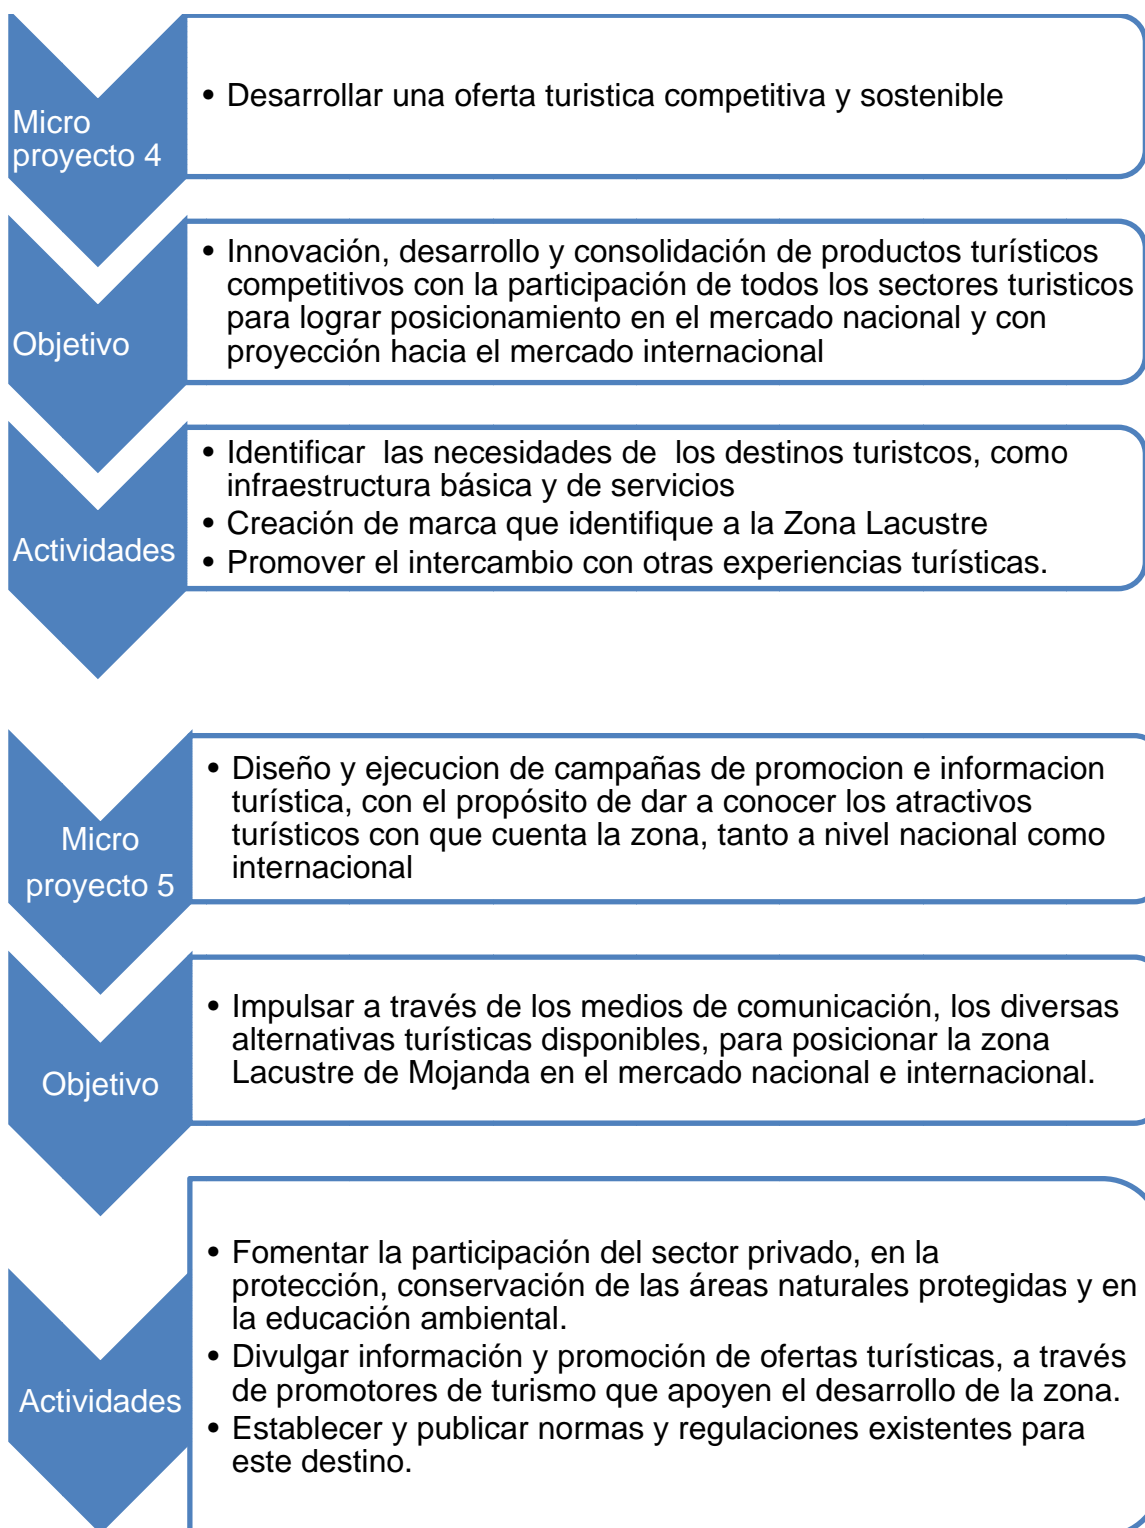 Micro
proyecto 4
• Desarrollar una oferta turistica competitiva y sostenible
Objetivo
• Innovación, desarrollo y consolidación de productos turísticos
competitivos con la participación de todos los sectores turisticos
para lograr posicionamiento en el mercado nacional y con
proyección hacia el mercado internacional
Actividades
• Identificar  las necesidades de  los destinos turistcos, como
infraestructura básica y de servicios
• Creación de marca que identifique a la Zona Lacustre
• Promover el intercambio con otras experiencias turísticas.
Micro
proyecto 5
• Diseño y ejecucion de campañas de promocion e informacion
turística, con el propósito de dar a conocer los atractivos
turísticos con que cuenta la zona, tanto a nivel nacional como
internacional
Objetivo
• Impulsar a través de los medios de comunicación, los diversas
alternativas turísticas disponibles, para posicionar la zona
Lacustre de Mojanda en el mercado nacional e internacional.
Actividades
• Fomentar la participación del sector privado, en la
protección, conservación de las áreas naturales protegidas y en
la educación ambiental.
• Divulgar información y promoción de ofertas turísticas, a través
de promotores de turismo que apoyen el desarrollo de la zona.
• Establecer y publicar normas y regulaciones existentes para
este destino.